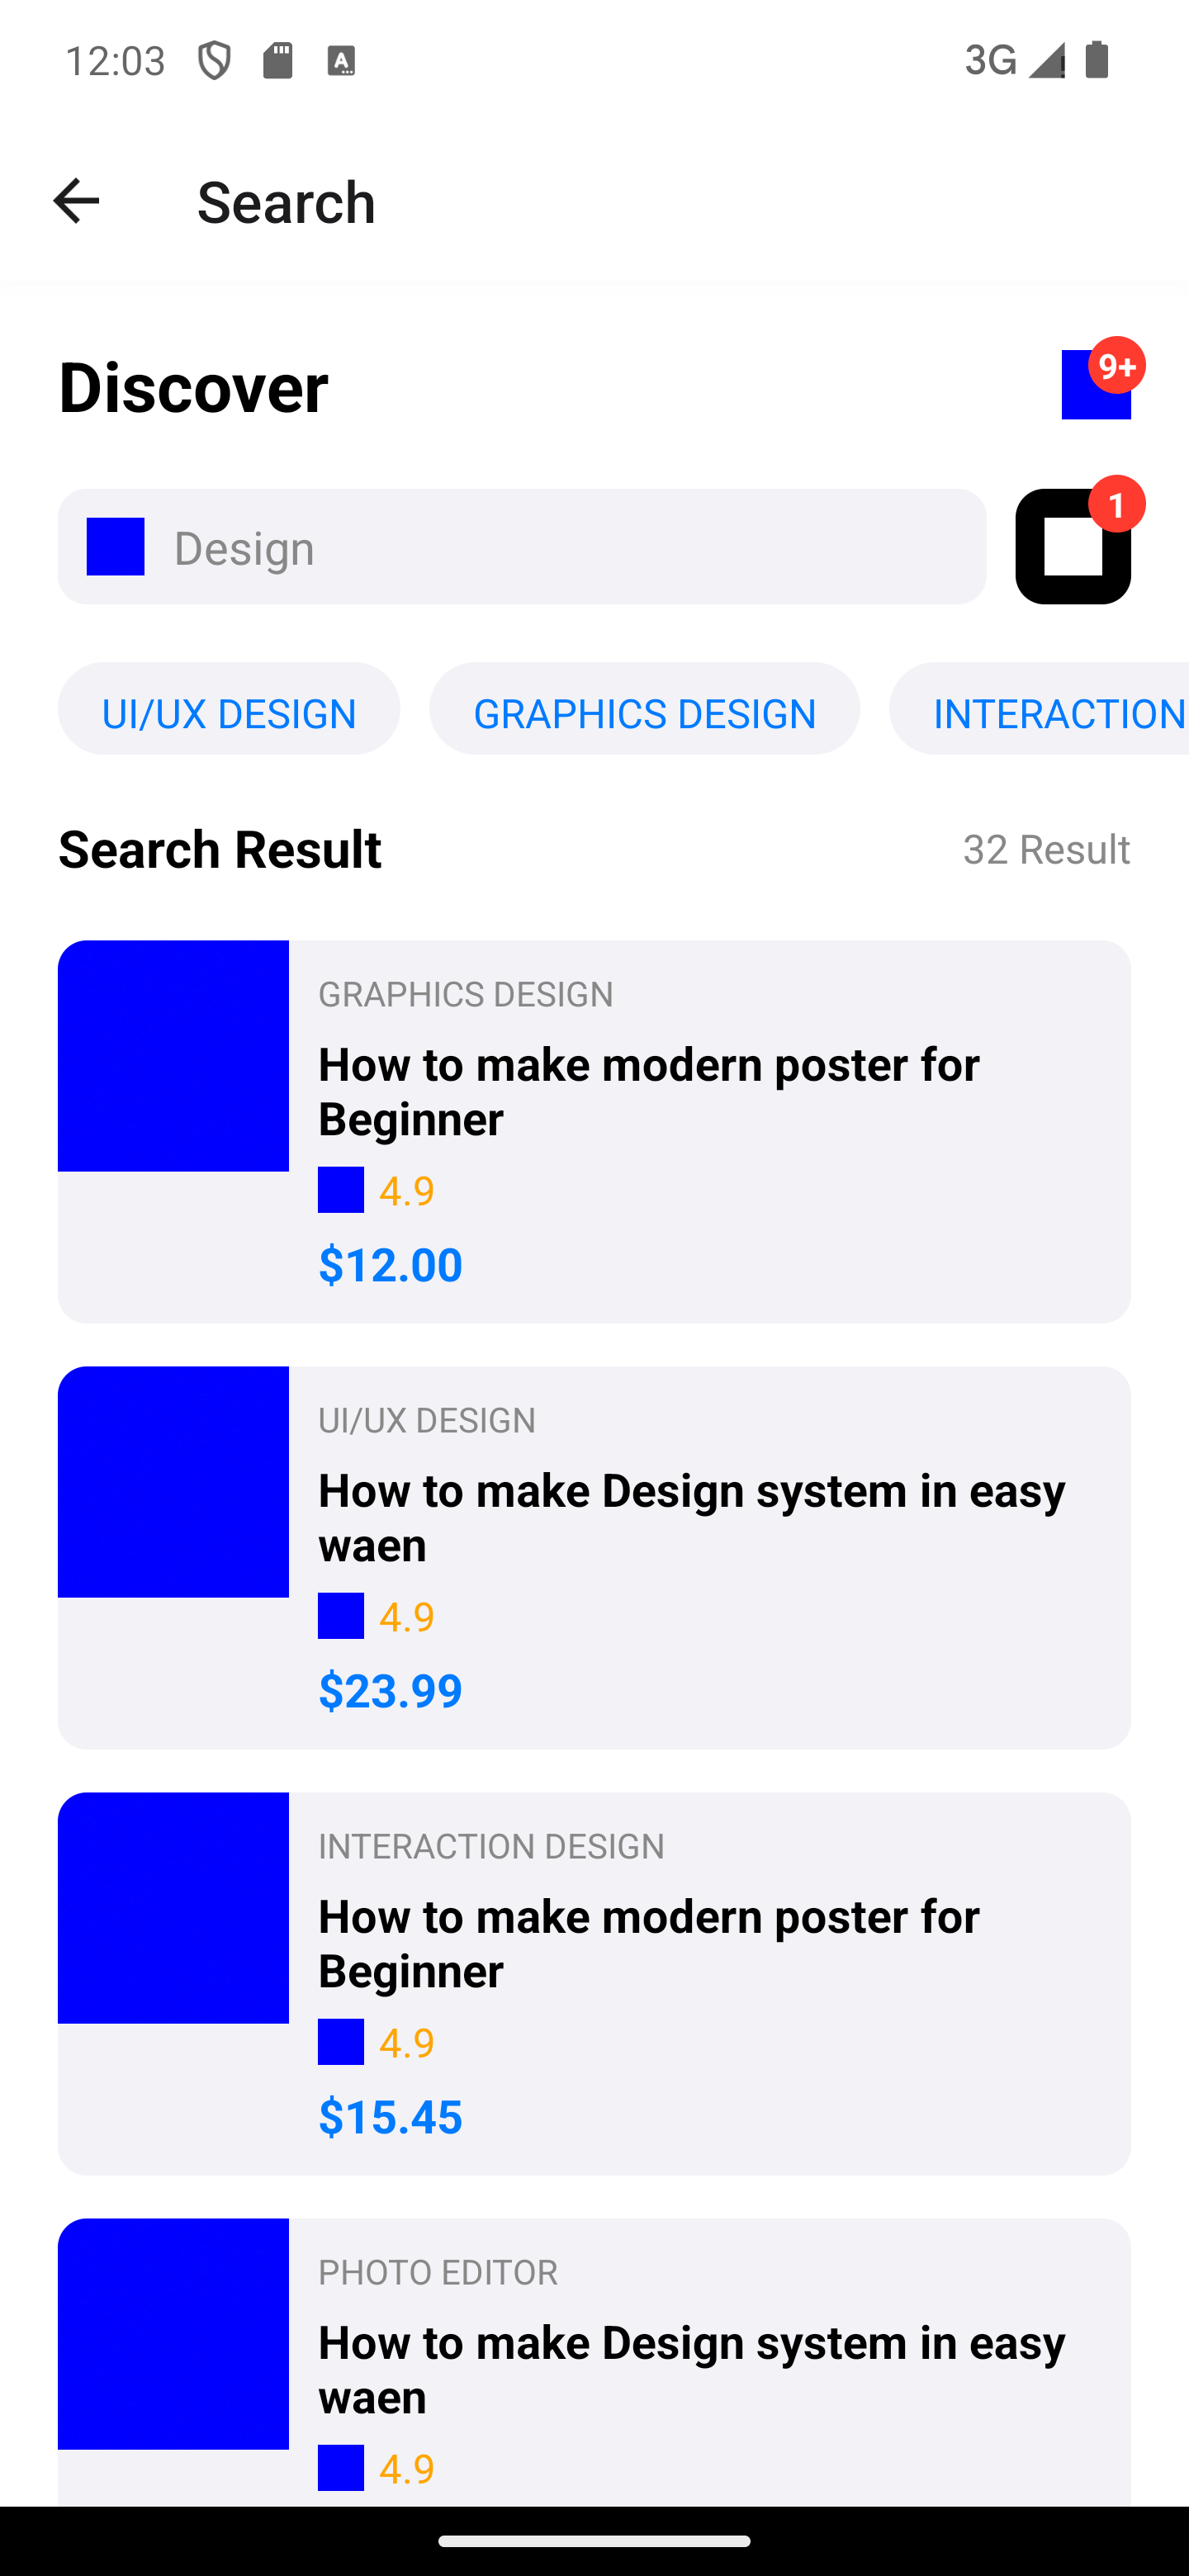 12:03
3G
Search
Discover
9+
Design
1
UI/UX DESIGN
GRAPHICS DESIGN
INTERACTION
Search Result
32 Result
GRAPHICS DESIGN
How to make modern poster for
Beginner
4.9
$12.00
UI/UX DESIGN
How to make Design system in easy
waen
4.9
$23.99
INTERACTION DESIGN
How to make modern poster for
Beginner
4.9
$15.45
PHOTO EDITOR
How to make Design system in easy
waen
4.9